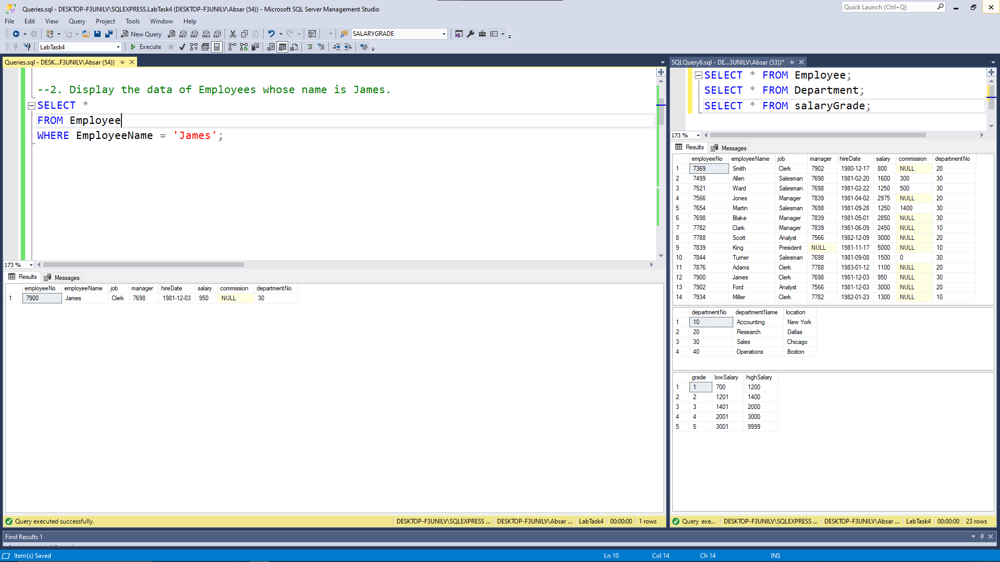 Queries.sql - DESKTOP-F3UNILV\SQLEXPRESS.LabTask4 (DESKTOP-F3UNILV\Absar (54)) - Microsoft SQL Server Management Studio
Quick Launch (Ctrl+Q)
File Edit View Query Project Tools Window Help
New Query MDX DMX XMLA DAX SALARYGRADE
LabTask4 Execute
Queries.sql - DESK...F3UNILV\Absar (54))
--2. Display the data of Employees whose name is James.
SELECT *
FROM Employee
WHERE EmployeeName = 'James';
173 %
Results Messages
employeeNo employeeName job manager hireDate salary commission departmentNo
1 7900 James Clerk 7698 1981-12-03 950 NULL 30
Query executed successfully. DESKTOP-F3UNILV\SQLEXPRESS ... DESKTOP-F3UNILV\Absar ... LabTask4 00:00:00 1 rows
SQLQuery6.sql - DE...3UNILV\Absar (53))*
SELECT * FROM Employee;
SELECT * FROM Department;
SELECT * FROM salaryGrade;
173 %
Results Messages
employeeNo employeeName job manager hireDate salary commission departmentNo
1 7369 Smith Clerk 7902 1980-12-17 800 NULL 20
2 7499 Allen Salesman 7698 1981-02-20 1600 300 30
3 7521 Ward Salesman 7698 1981-02-22 1250 500 30
4 7566 Jones Manager 7839 1981-04-02 2975 NULL 20
5 7654 Martin Salesman 7698 1981-09-28 1250 1400 30
6 7698 Blake Manager 7839 1981-05-01 2850 NULL 30
7 7782 Clark Manager 7839 1981-06-09 2450 NULL 10
8 7788 Scott Analyst 7566 1982-12-09 3000 NULL 20
9 7839 King President NULL 1981-11-17 5000 NULL 10
10 7844 Turner Salesman 7698 1981-09-08 1500 0 30
11 7876 Adams Clerk 7788 1983-01-12 1100 NULL 20
12 7900 James Clerk 7698 1981-12-03 950 NULL 30
13 7902 Ford Analyst 7566 1981-12-03 3000 NULL 20
14 7934 Miller Clerk 7782 1982-01-23 1300 NULL 10
departmentNo departmentName location
1 10 Accounting New York
2 20 Research Dallas
3 30 Sales Chicago
4 40 Operations Boston
grade lowSalary highSalary
1 1 700 1200
2 2 1201 1400
3 3 1401 2000
4 4 2001 3000
5 5 3001 9999
Query exe... DESKTOP-F3UNILV\SQLEXPRESS ... DESKTOP-F3UNILV\Absar ... LabTask4 00:00:00 23 rows
Find Results 1
Item(s) Saved Ln 10 Col 14 Ch 14 INS